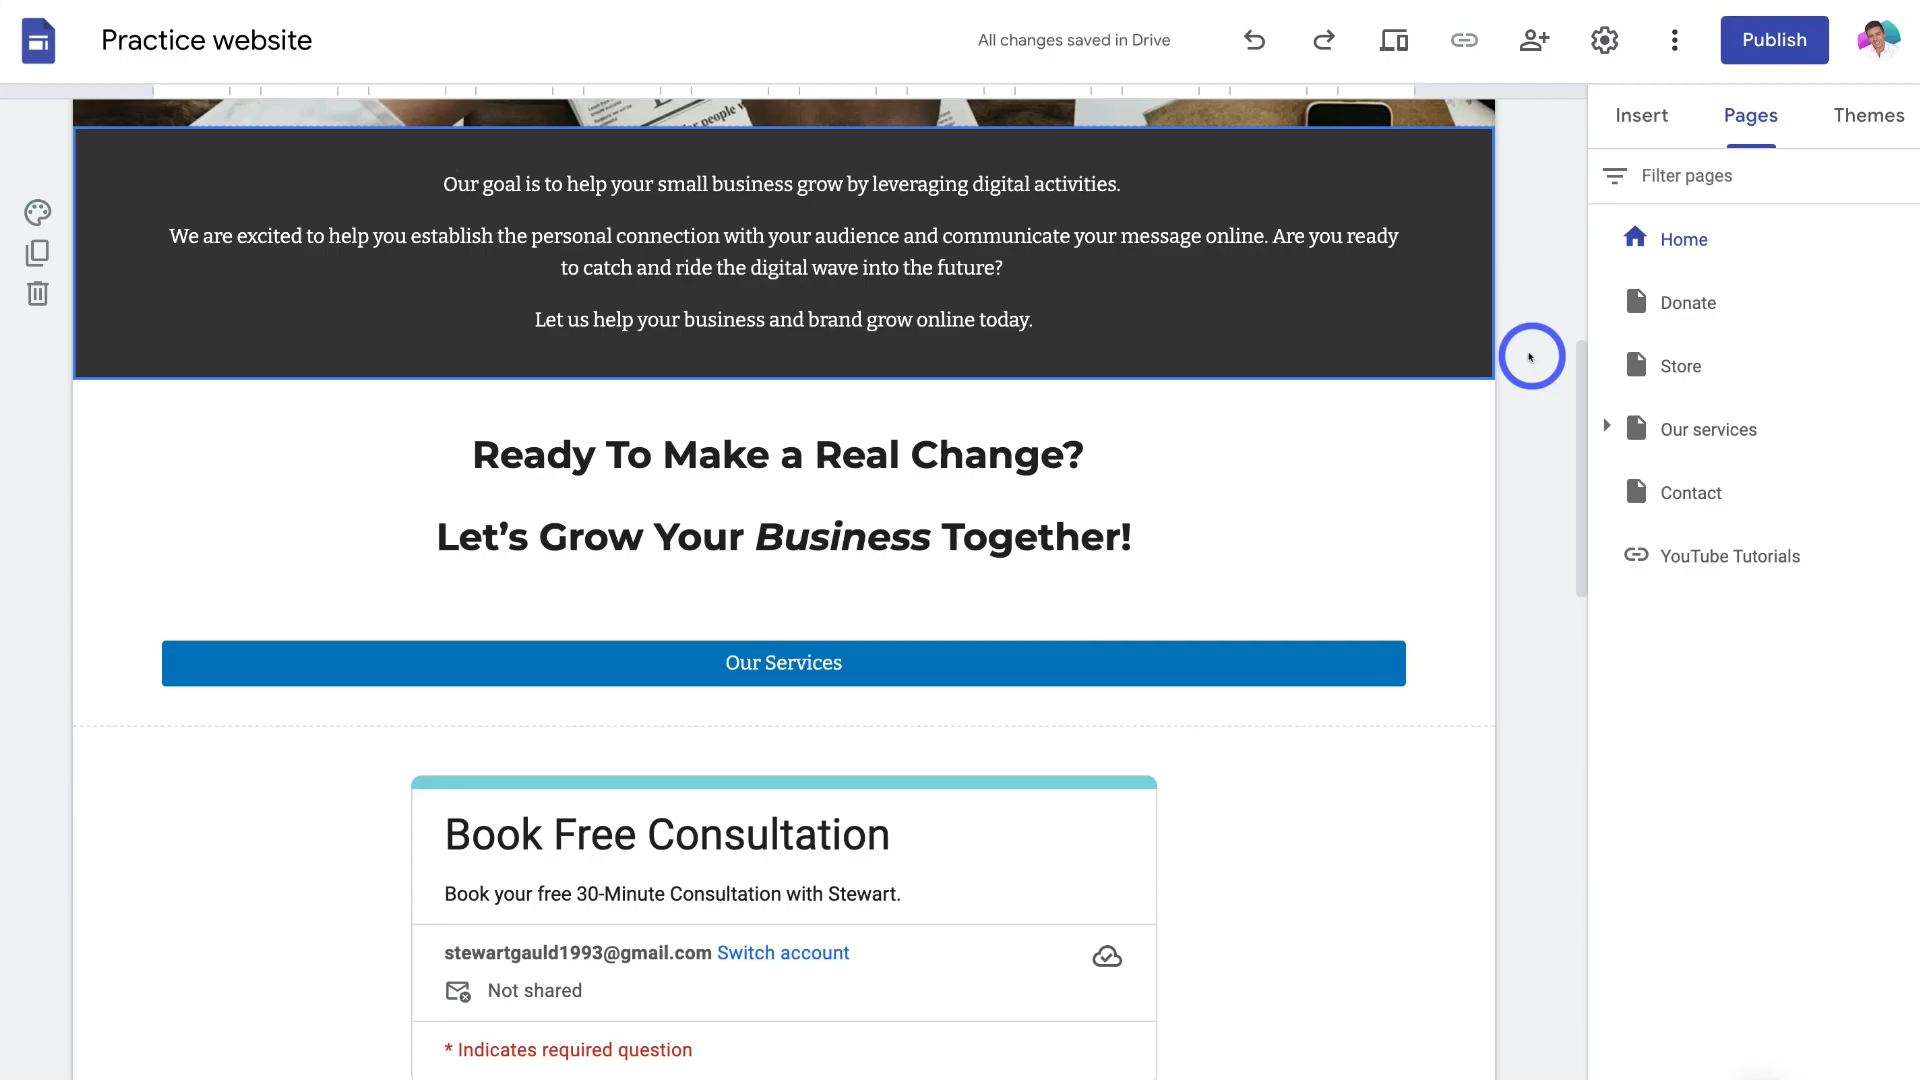 Practice website
All changes saved in Drive
Publish
people
Insert
Pages
Themes
Filter pages
Home
Donate
Store
Our services
Contact
YouTube Tutorials
Our goal is to help your small business grow by leveraging digital activities.
We are excited to help you establish the personal connection with your audience and communicate your message online. Are you ready
to catch and ride the digital wave into the future?
Let us help your business and brand grow online today.
Ready To Make a Real Change?
Let’s Grow Your Business Together!
Our Services
Book Free Consultation
Book your free 30-Minute Consultation with Stewart.
stewartgauld1993@gmail.com Switch account
Not shared
* Indicates required question